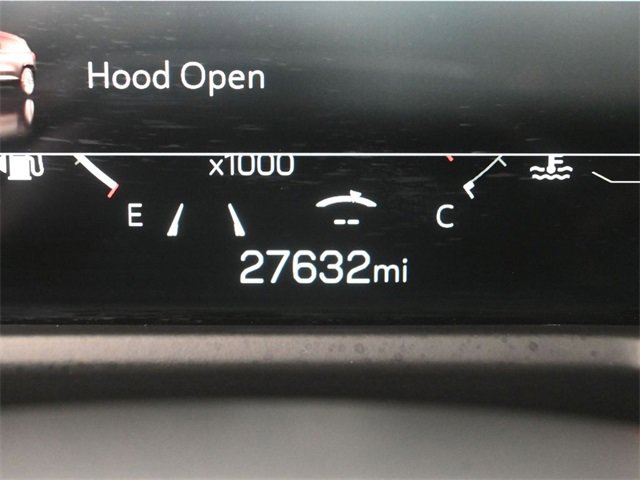 Hood Open
x1000
E
C
--
27632mi